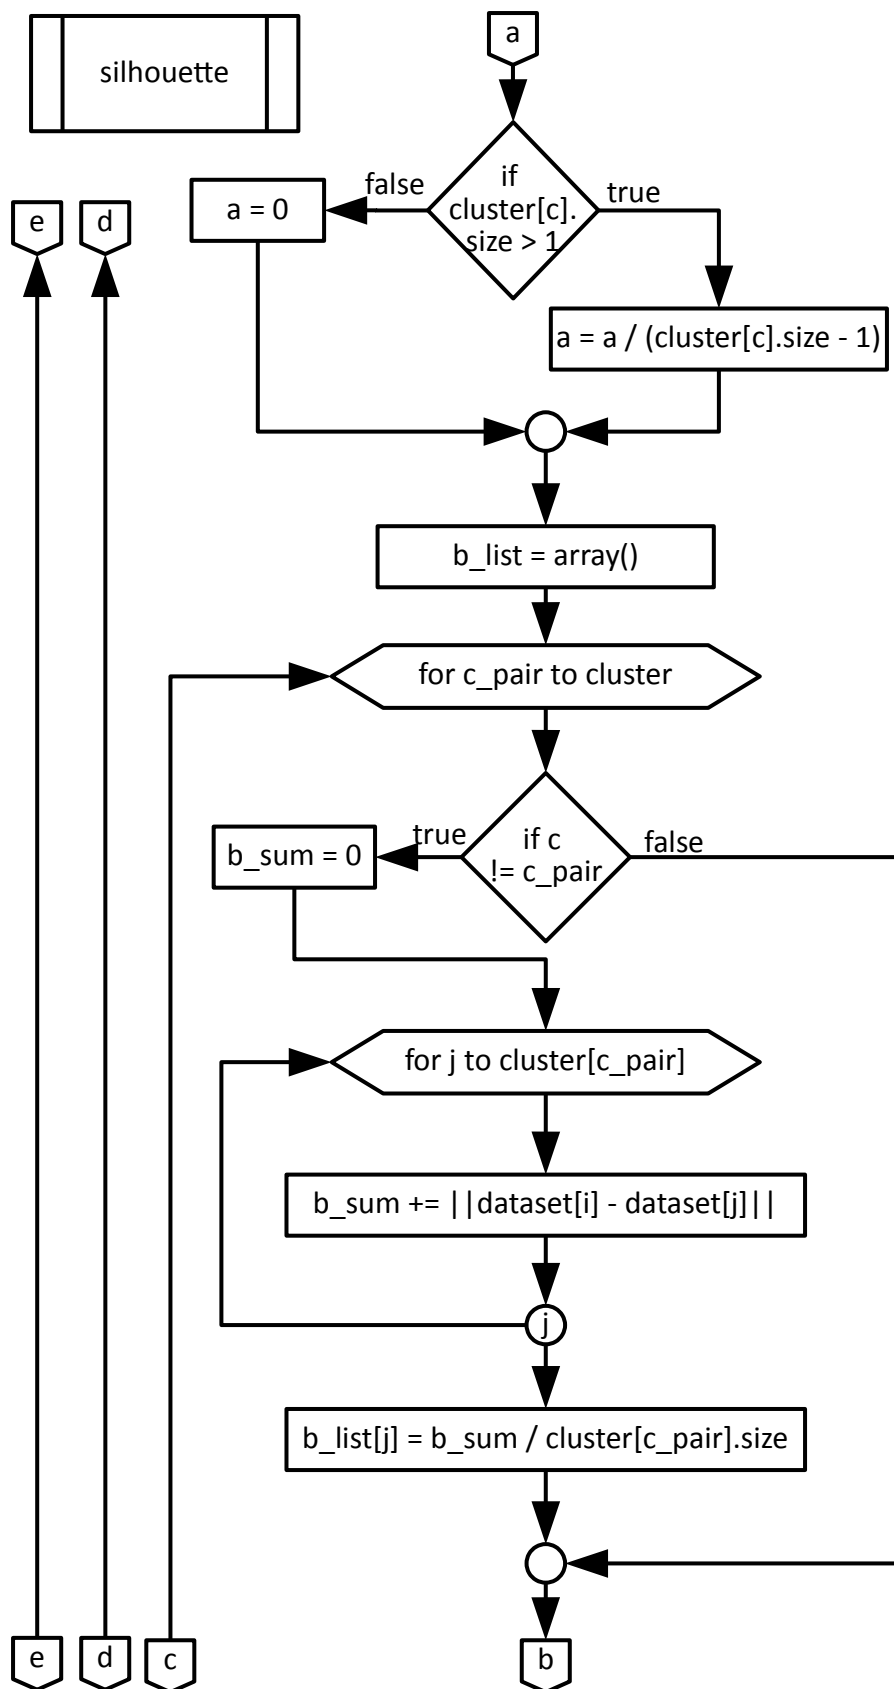 silhouette
a
if
cluster[c].
size > 1
false
true
a = 0
e
d
a = a / (cluster[c].size - 1)
b_list = array()
for c_pair to cluster
if c
!= c_pair
true
false
b_sum = 0
for j to cluster[c_pair]
b_sum += ||dataset[i] - dataset[j]||
j
b_list[j] = b_sum / cluster[c_pair].size
e
d
c
b